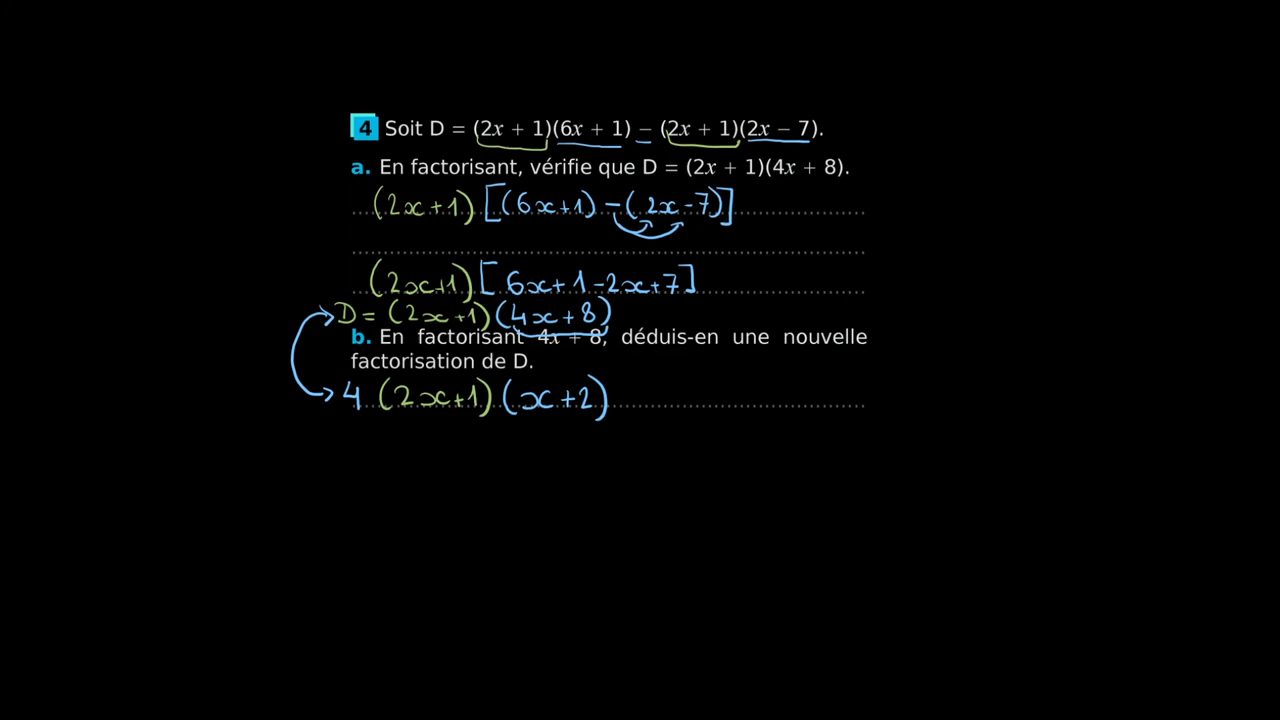 4 Soit D = (2x + 1)(6x + 1) − (2x + 1)(2x − 7).
a. En factorisant, vérifie que D = (2x + 1)(4x + 8).
(2x+1) [(6x+1) -(2x-7)]
(2x+1) [6x+1-2x+7]
D = (2x+1) (4x+8)
b. En factorisant 4x + 8, déduis-en une nouvelle
factorisation de D.
4 (2x+1) (x+2)